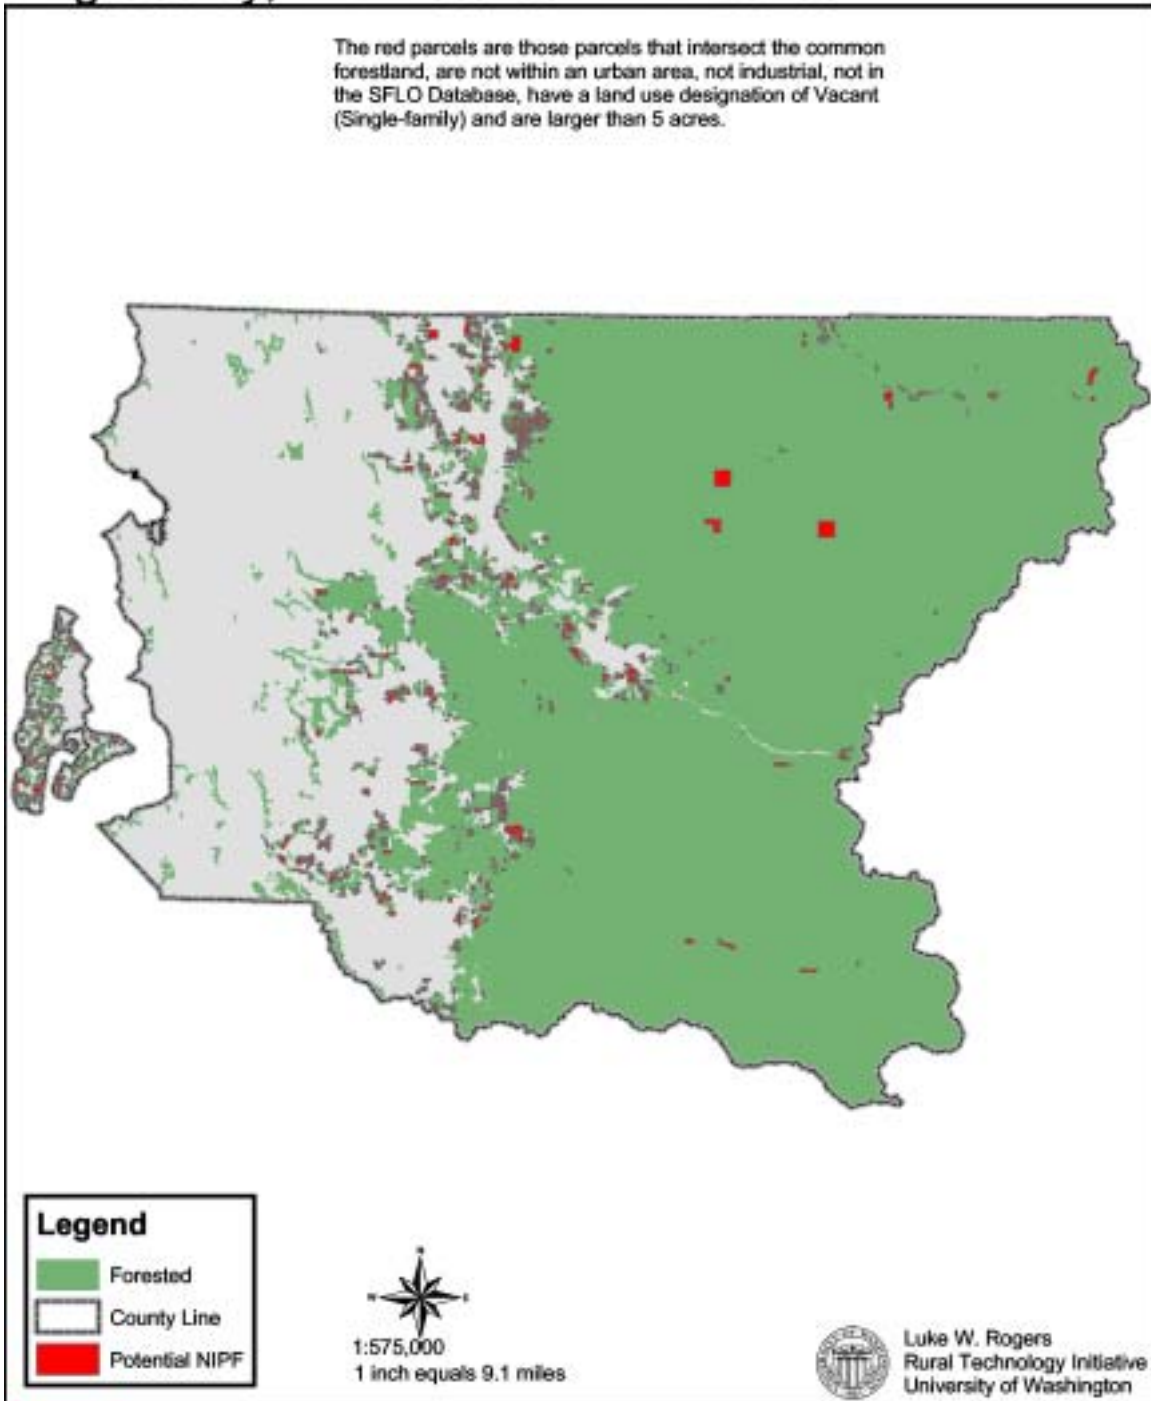 The red parcels are those parcels that intersect the common
forestland, are not within an urban area, not industrial, not in
the SFLO Database, have a land use designation of Vacant
(Single-family) and are larger than 5 acres.
Legend
Forested
County Line
Potential NIPF
N
W
E
1:575,000
1 inch equals 9.1 miles
Luke W. Rogers
Rural Technology Initiative
University of Washington